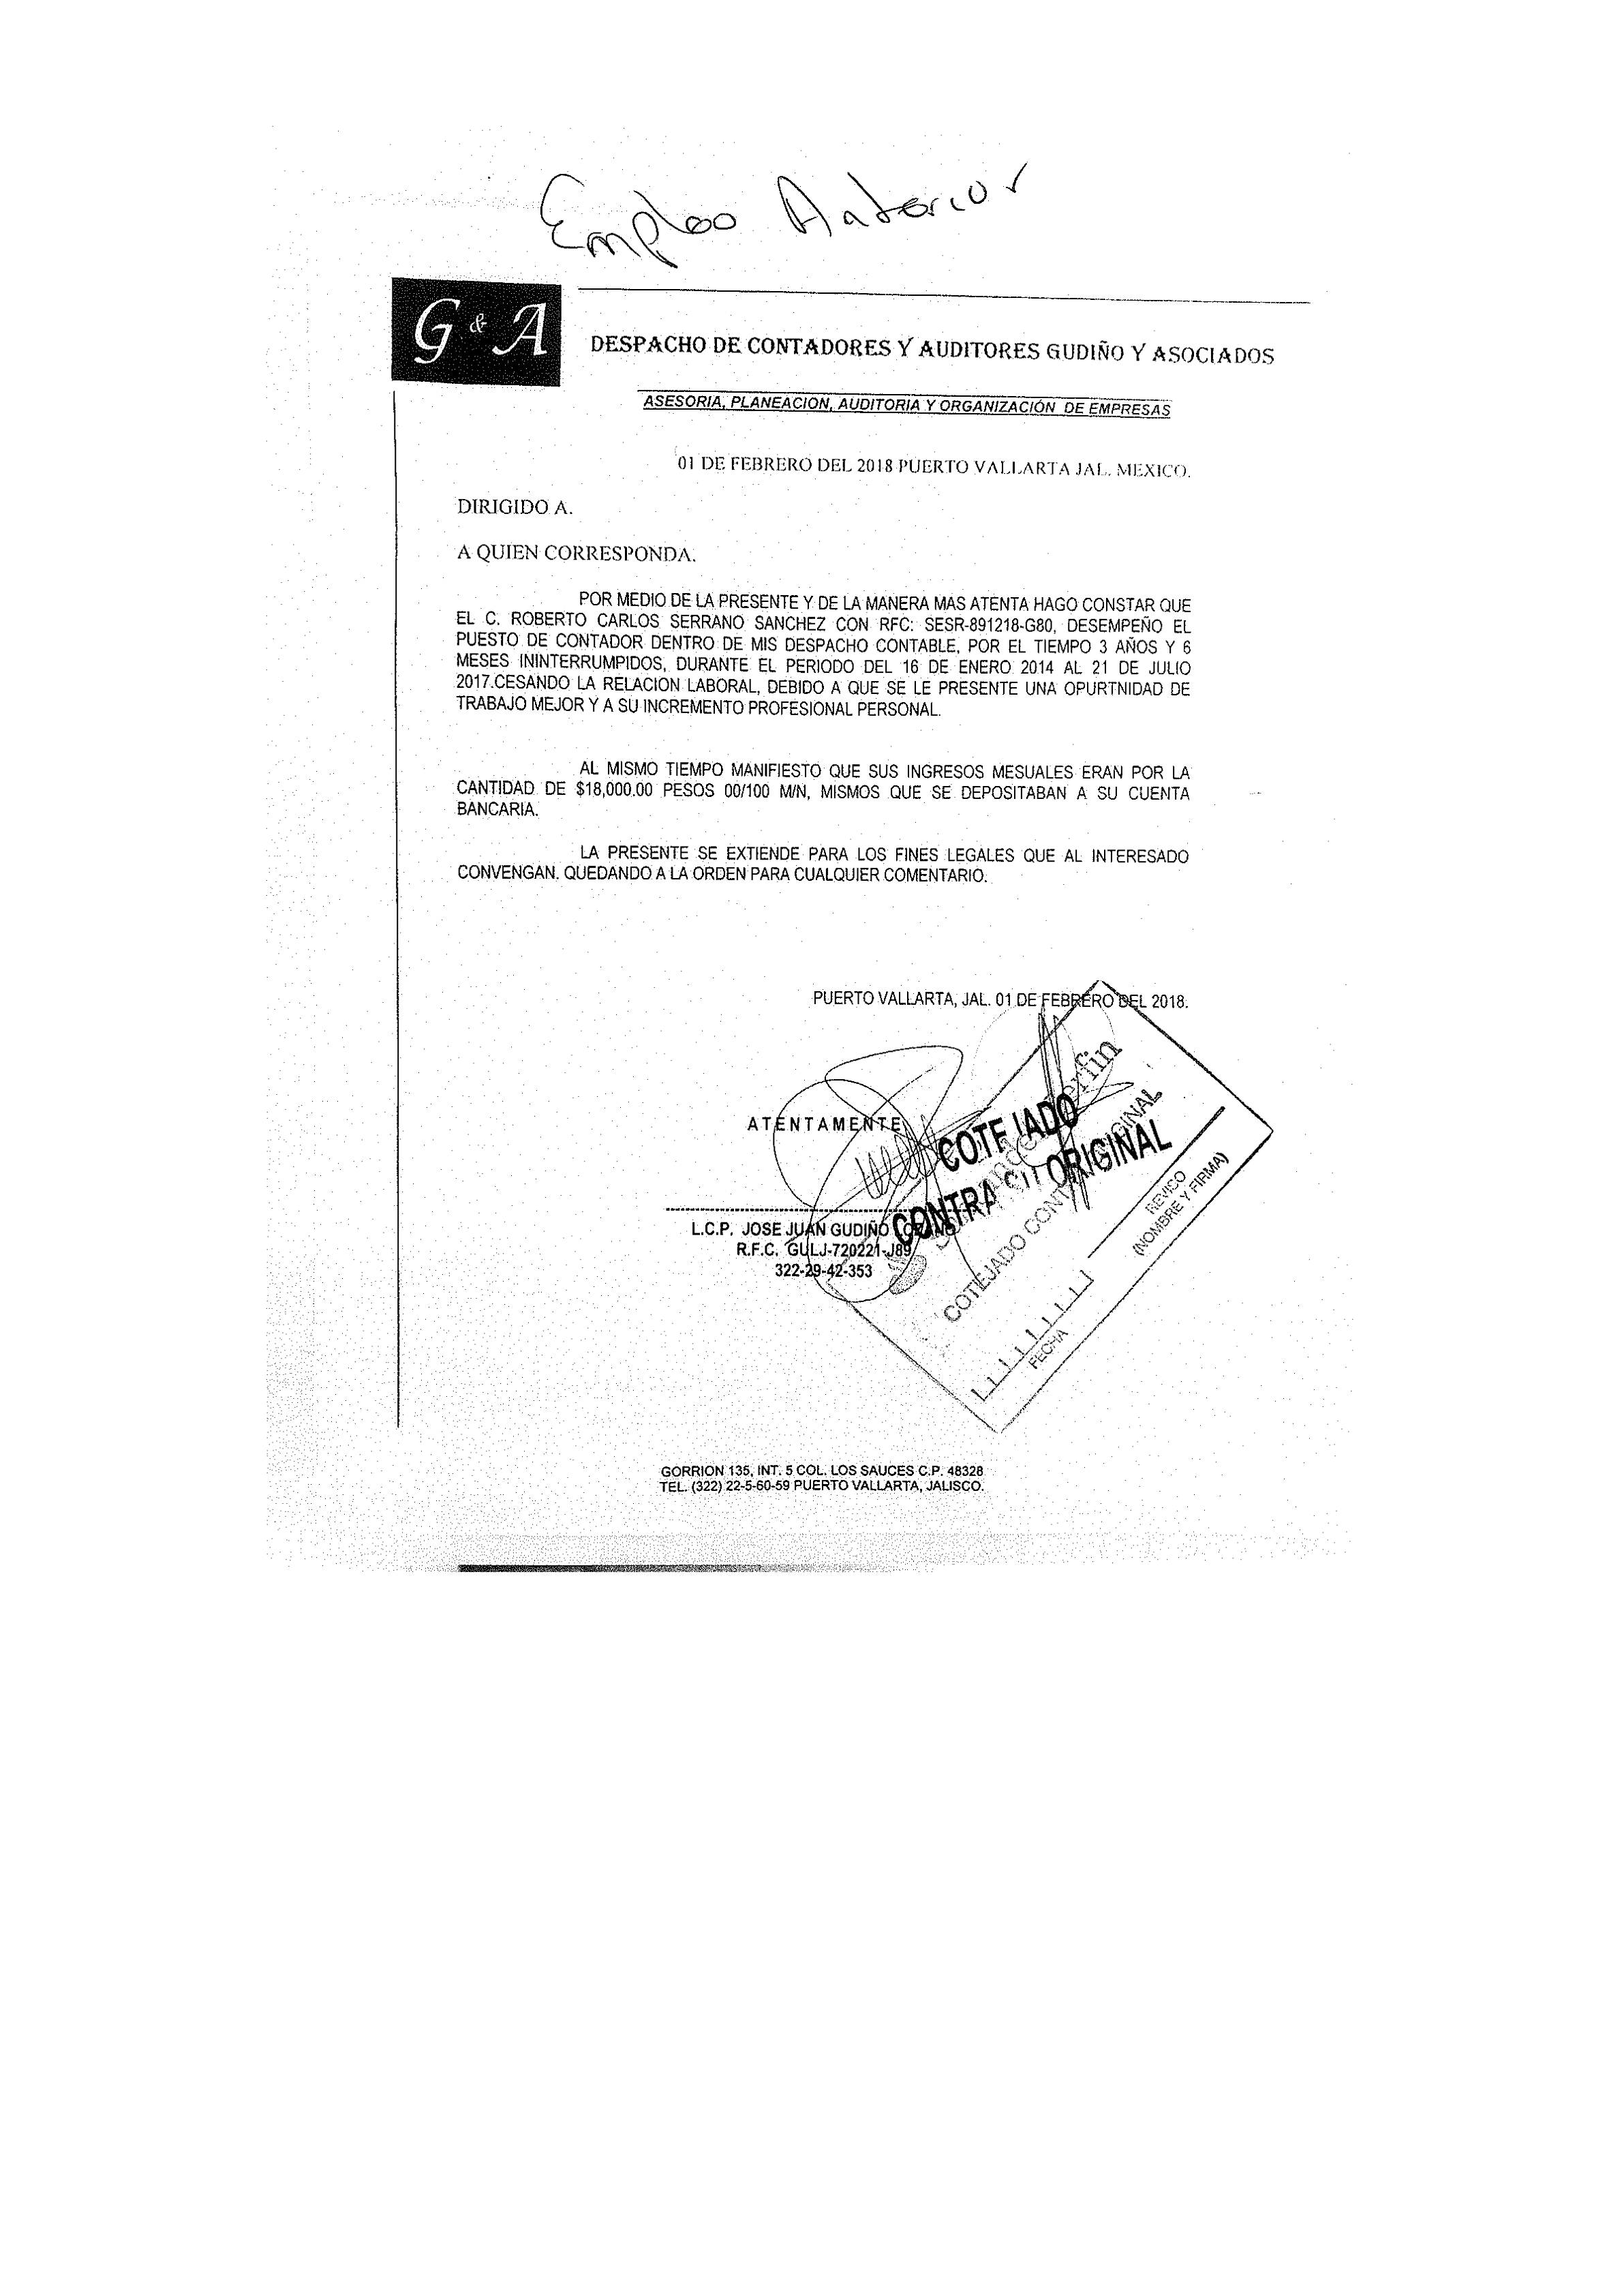 Empleo Anterior
G & A
DESPACHO DE CONTADORES Y AUDITORES GUDIÑO Y ASOCIADOS
ASESORIA, PLANEACION, AUDITORIA Y ORGANIZACIÓN DE EMPRESAS
01 DE FEBRERO DEL 2018 PUERTO VALLARTA JAL. MEXICO.
DIRIGIDO A.
A QUIEN CORRESPONDA.
POR MEDIO DE LA PRESENTE Y DE LA MANERA MAS ATENTA HAGO CONSTAR QUE
EL C. ROBERTO CARLOS SERRANO SANCHEZ CON RFC: SESR-891218-G80, DESEMPEÑO EL
PUESTO DE CONTADOR DENTRO DE MIS DESPACHO CONTABLE, POR EL TIEMPO 3 AÑOS Y 6
MESES ININTERRUMPIDOS, DURANTE EL PERIODO DEL 16 DE ENERO 2014 AL 21 DE JULIO
2017.CESANDO LA RELACION LABORAL, DEBIDO A QUE SE LE PRESENTE UNA OPURTNIDAD DE
TRABAJO MEJOR Y A SU INCREMENTO PROFESIONAL PERSONAL.
AL MISMO TIEMPO MANIFIESTO QUE SUS INGRESOS MESUALES ERAN POR LA
CANTIDAD DE $18,000.00 PESOS 00/100 M/N, MISMOS QUE SE DEPOSITABAN A SU CUENTA
BANCARIA.
LA PRESENTE SE EXTIENDE PARA LOS FINES LEGALES QUE AL INTERESADO
CONVENGAN. QUEDANDO A LA ORDEN PARA CUALQUIER COMENTARIO.
PUERTO VALLARTA, JAL. 01 DE FEBRERO DEL 2018.
ATENTAMENTE
COTEJADO
CONTRA SU ORIGINAL
COTEJADO CONTRA ORIGINAL
REVISO
(NOMBRE Y FIRMA)
FECHA
L.C.P. JOSE JUAN GUDIÑO LOZANO
R.F.C. GULJ-720221-J89
322-29-42-353
GORRION 135, INT. 5 COL. LOS SAUCES C.P. 48328
TEL. (322) 22-5-60-59 PUERTO VALLARTA, JALISCO.